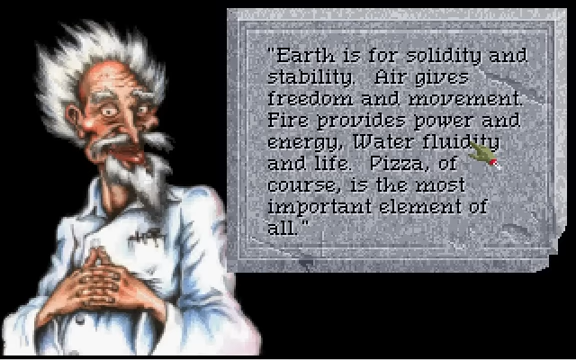 "Earth is for solidity and
stability.  Air gives
freedom and movement.
Fire provides power and
energy, Water fluidity
and life.  Pizza, of
course, is the most
important element of
all."